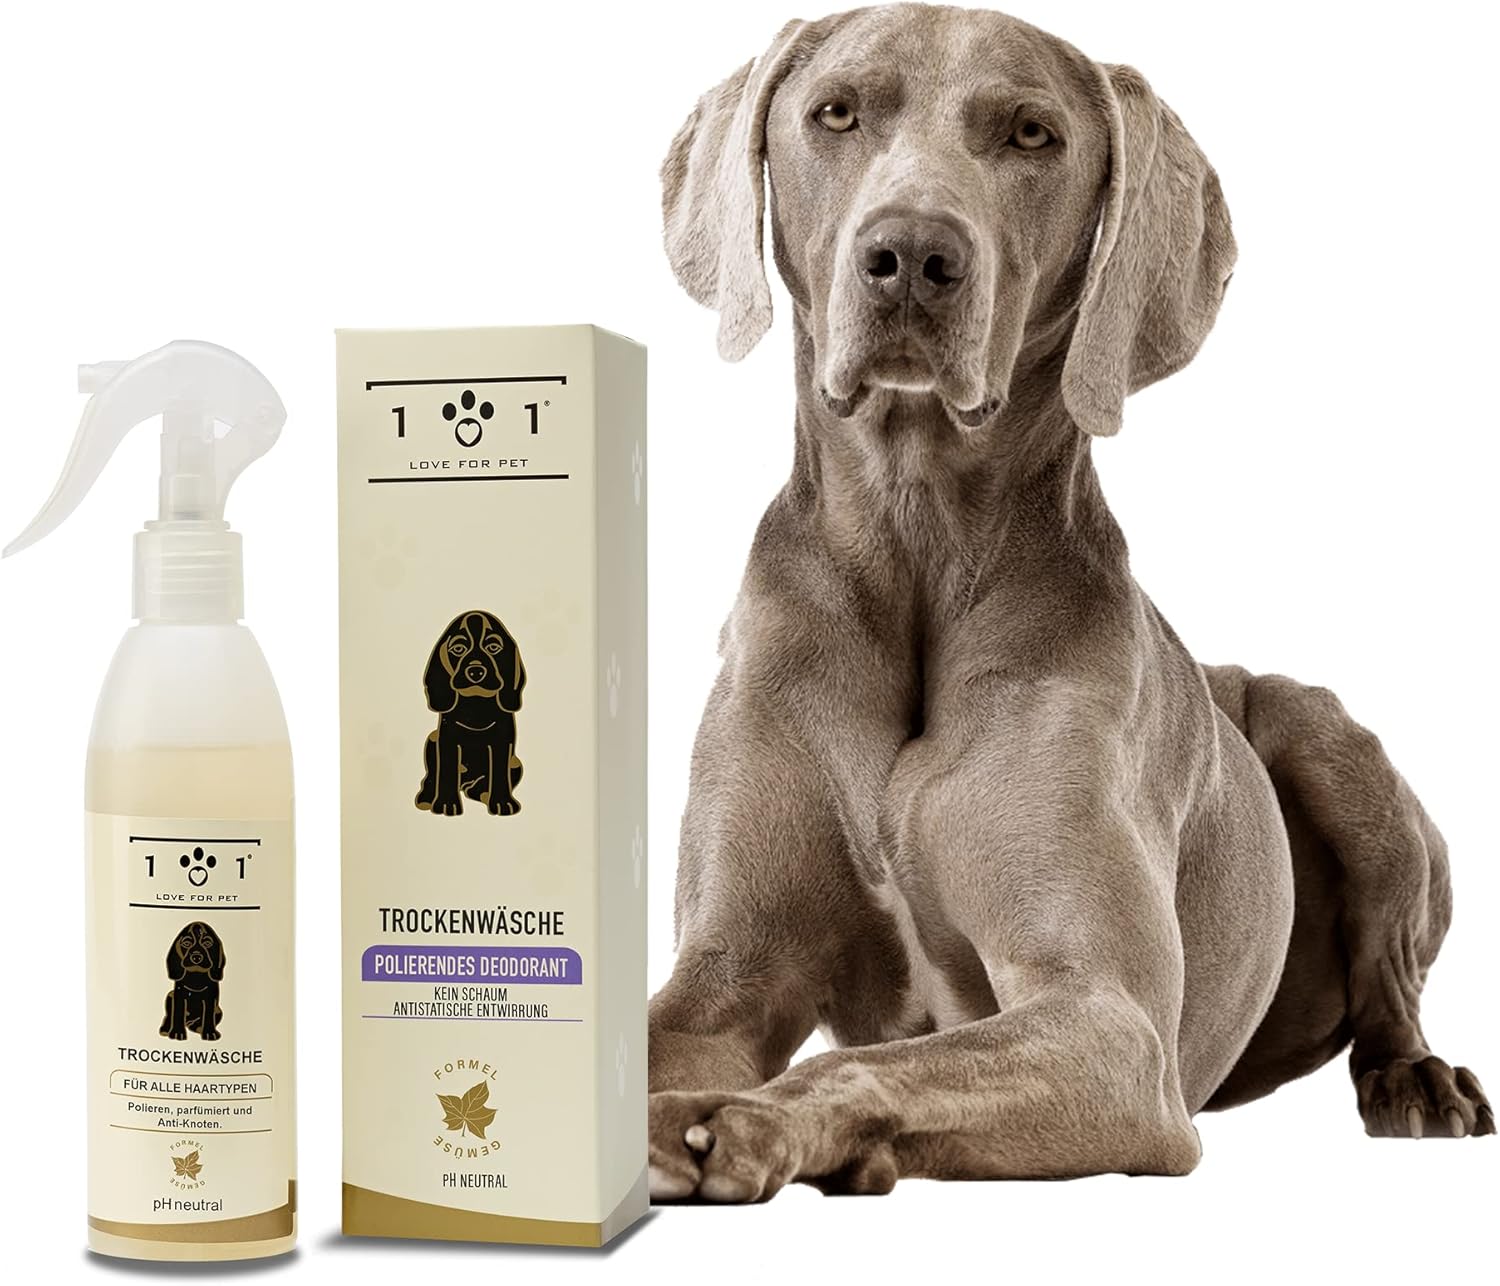 1 1®
LOVE FOR PET
TROCKENWÄSCHE
FÜR ALLE HAARTYPEN
Polieren, parfümiert und
Anti-Knoten.
FORMEL
GEMÜSE
pH neutral
1 1®
LOVE FOR PET
TROCKENWÄSCHE
POLIERENDES DEODORANT
KEIN SCHAUM
ANTISTATISCHE ENTWIRRUNG
FORMEL
GEMÜSE
PH NEUTRAL